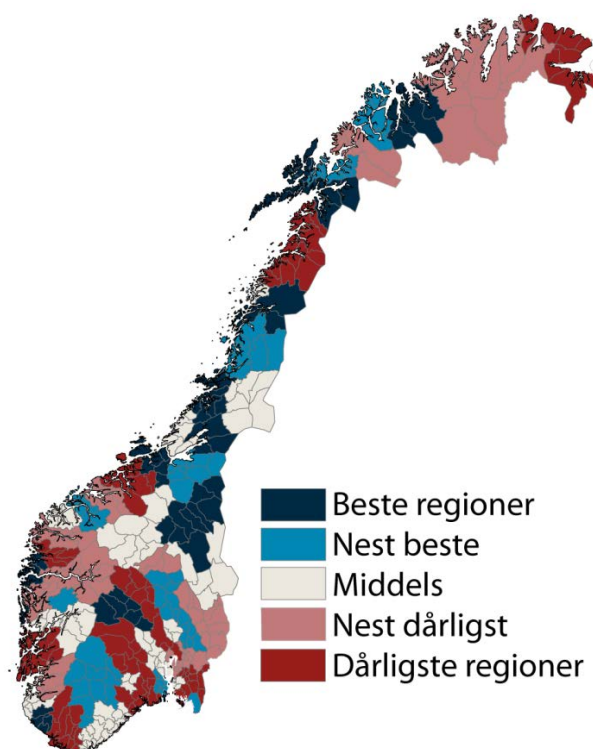 Beste regioner
Nest beste
Middels
Nest dårligst
Dårligste regioner